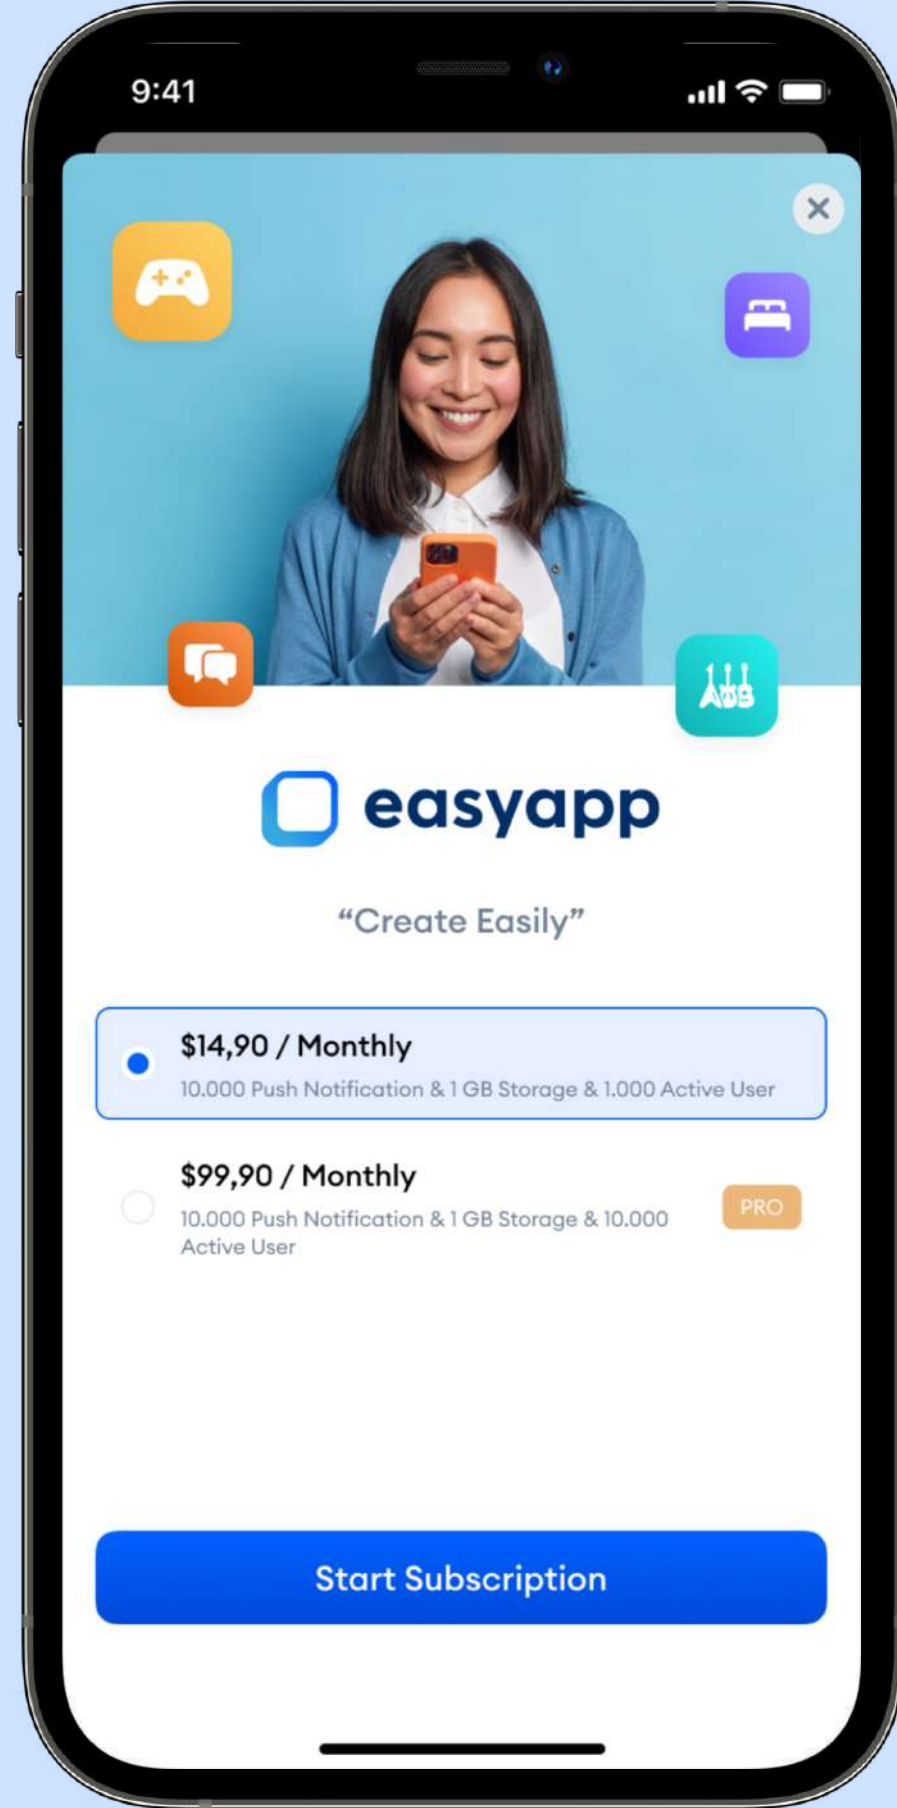 9:41
easyapp
“Create Easily”
$14,90 / Monthly
10.000 Push Notification & 1 GB Storage & 1.000 Active User
$99,90 / Monthly
10.000 Push Notification & 1 GB Storage & 10.000
Active User
PRO
Start Subscription